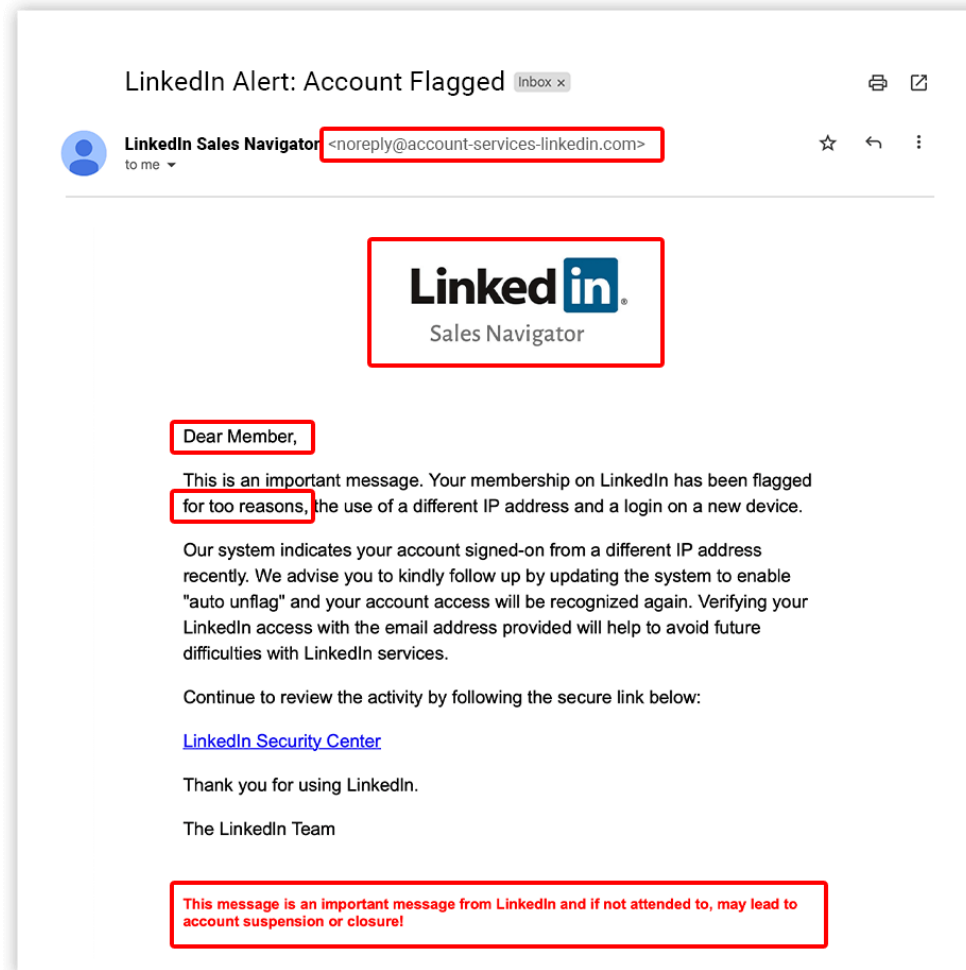 LinkedIn Alert: Account Flagged Inbox ×
LinkedIn Sales Navigator <noreply@account-services-linkedin.com>
to me
Linked in ®
Sales Navigator
Dear Member,
This is an important message. Your membership on LinkedIn has been flagged
for too reasons, the use of a different IP address and a login on a new device.
Our system indicates your account signed-on from a different IP address
recently. We advise you to kindly follow up by updating the system to enable
"auto unflag" and your account access will be recognized again. Verifying your
LinkedIn access with the email address provided will help to avoid future
difficulties with LinkedIn services.
Continue to review the activity by following the secure link below:
LinkedIn Security Center
Thank you for using LinkedIn.
The LinkedIn Team
This message is an important message from LinkedIn and if not attended to, may lead to
account suspension or closure!